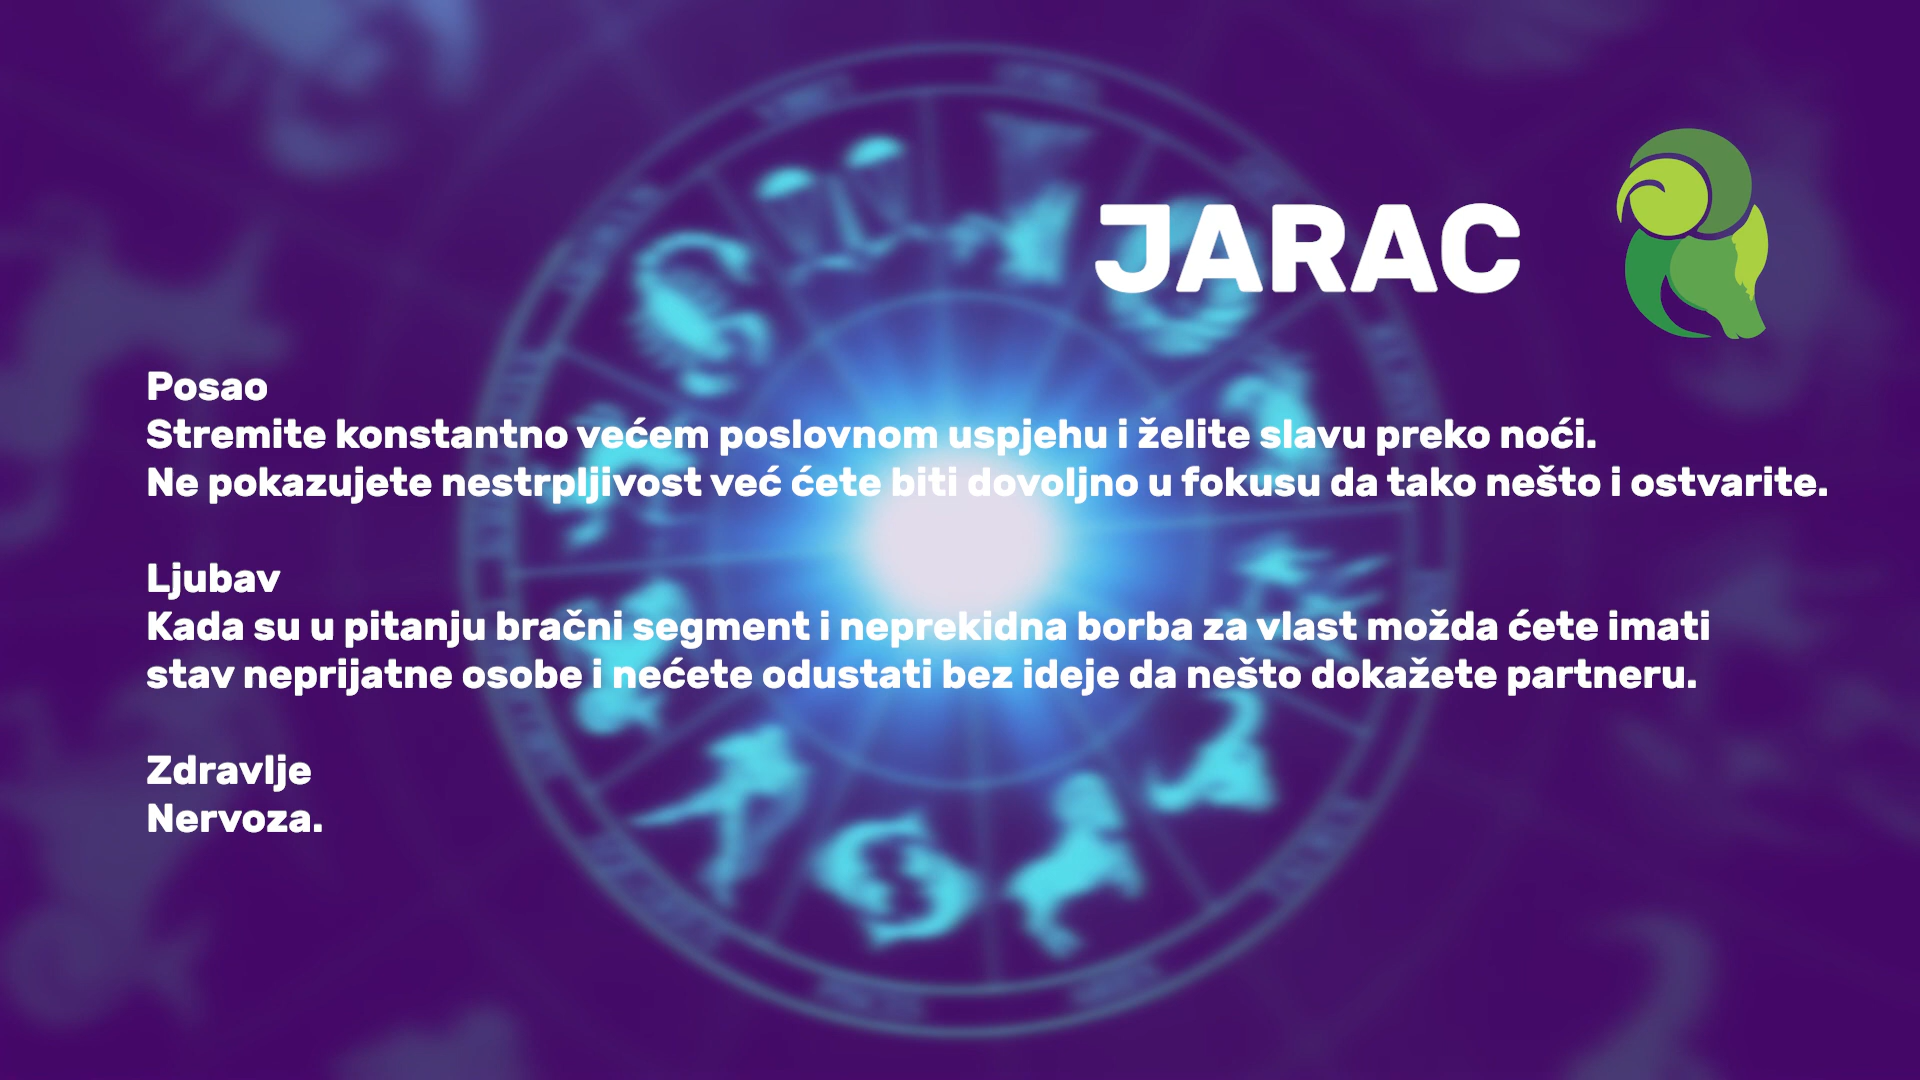 JARAC
Posao
Stremite konstantno većem poslovnom uspjehu i želite slavu preko noći.
Ne pokazujete nestrpljivost već ćete biti dovoljno u fokusu da tako nešto i ostvarite.
Ljubav
Kada su u pitanju bračni segment i neprekidna borba za vlast možda ćete imati
stav neprijatne osobe i nećete odustati bez ideje da nešto dokažete partneru.
Zdravlje
Nervoza.